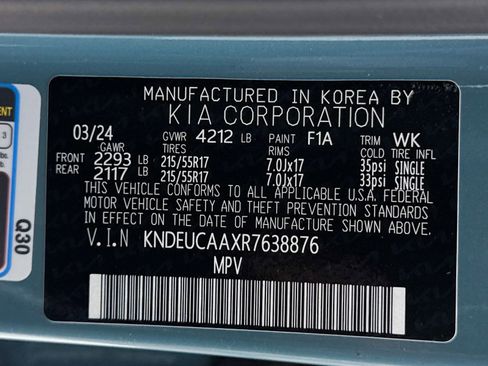 MANUFACTURED IN KOREA BY
KIA CORPORATION
03/24 GVWR 4212 LB PAINT F1A TRIM WK
GAWR TIRES RIMS COLD TIRE INFL
FRONT 2293 LB 215/55R17 7.0Jx17 35psi SINGLE
REAR 2117 LB 215/55R17 7.0Jx17 33psi SINGLE
THIS VEHICLE CONFORMS TO ALL APPLICABLE U.S.A. FEDERAL
MOTOR VEHICLE SAFETY AND THEFT PREVENTION STANDARDS
IN EFFECT ON THE DATE OF MANUFACTURE SHOWN ABOVE.
V.I.N KNDEUCAAXR7638876
MPV
3
Q30